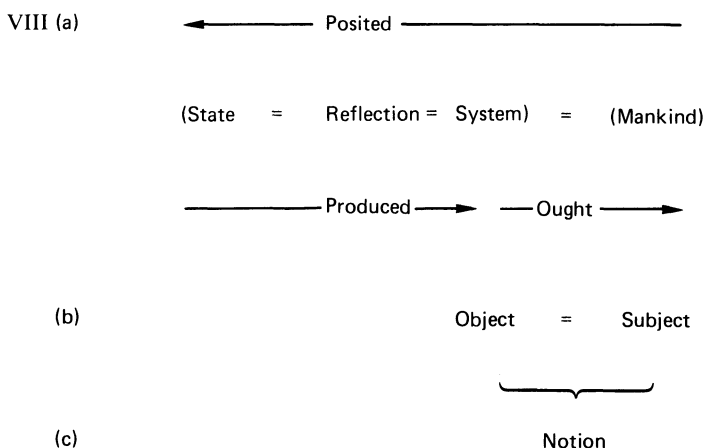 VIII (a) Posited
(State = Reflection = System) = (Mankind)
Produced Ought
(b) Object = Subject
(c) Notion